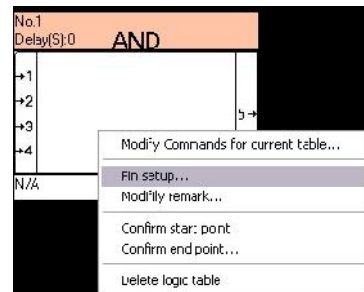 No.1
Delay(S):0 AND
→1
→2
→3
→4
5→
N/A
Modify Commands for current table...
Pin setup...
Modifily remark...
Confirm start point
Confirm end point...
Delete logic table